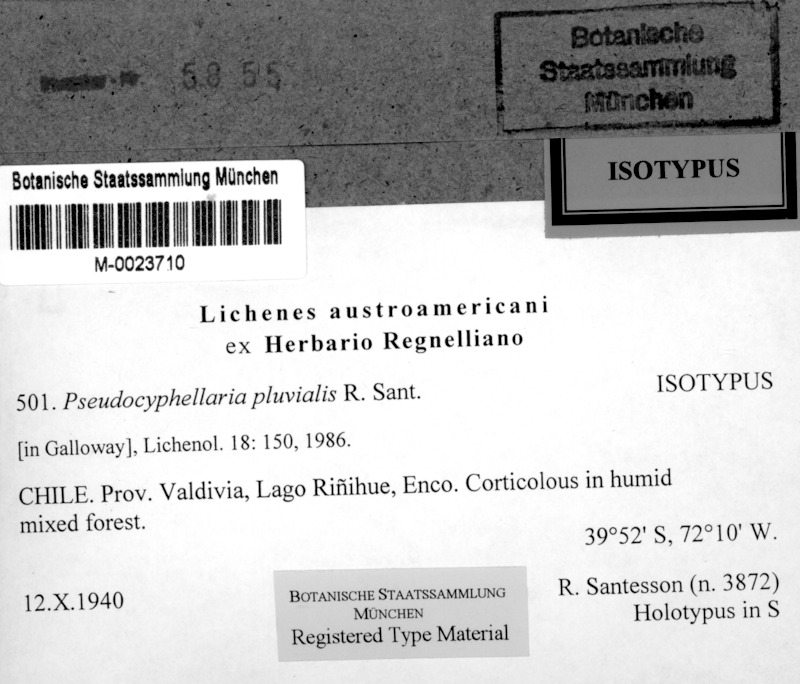 58 55
Botanische
Staatssammlung
München
ISOTYPUS
Botanische Staatssammlung München
M-0023710
Lichenes austroamericani
ex Herbario Regnelliano
501. Pseudocyphellaria pluvialis R. Sant. ISOTYPUS
[in Galloway], Lichenol. 18: 150, 1986.
CHILE. Prov. Valdivia, Lago Riñihue, Enco. Corticolous in humid
mixed forest.
39°52' S, 72°10' W.
12.X.1940
R. Santesson (n. 3872)
Holotypus in S
BOTANISCHE STAATSSAMMLUNG
MÜNCHEN
Registered Type Material